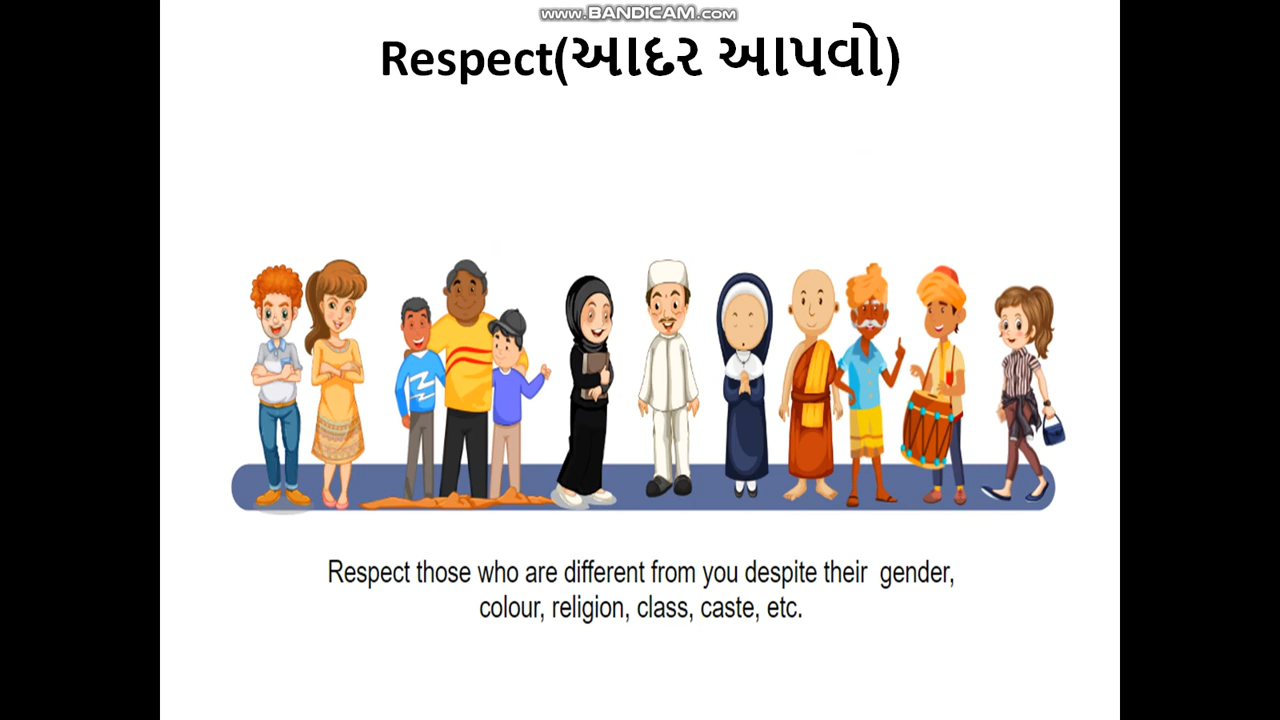 www.BANDICAM.com
Respect(આદર આપવો)
Respect those who are different from you despite their gender,
colour, religion, class, caste, etc.